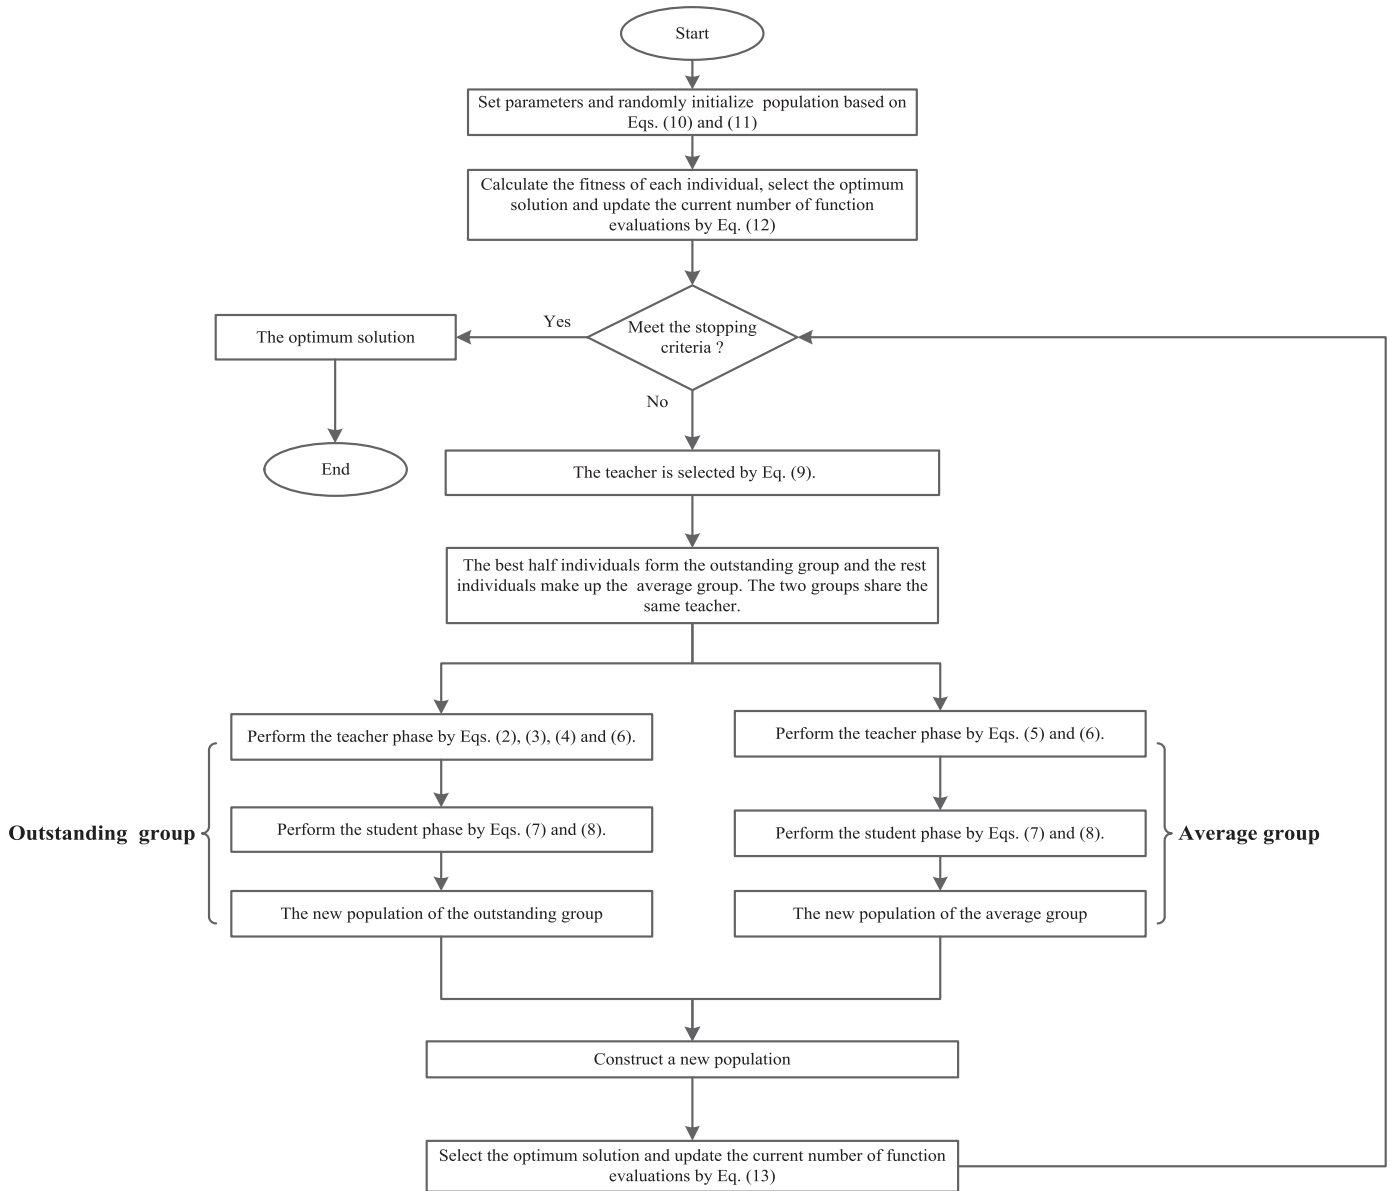 Start
Set parameters and randomly initialize population based on
Eqs. (10) and (11)
Calculate the fitness of each individual, select the optimum
solution and update the current number of function
evaluations by Eq. (12)
Yes
The optimum solution
Meet the stopping
criteria ?
No
End
The teacher is selected by Eq. (9).
The best half individuals form the outstanding group and the rest
individuals make up the average group. The two groups share the
same teacher.
Perform the teacher phase by Eqs. (2), (3), (4) and (6).
Perform the teacher phase by Eqs. (5) and (6).
Outstanding group
Perform the student phase by Eqs. (7) and (8).
Perform the student phase by Eqs. (7) and (8).
Average group
The new population of the outstanding group
The new population of the average group
Construct a new population
Select the optimum solution and update the current number of function
evaluations by Eq. (13)